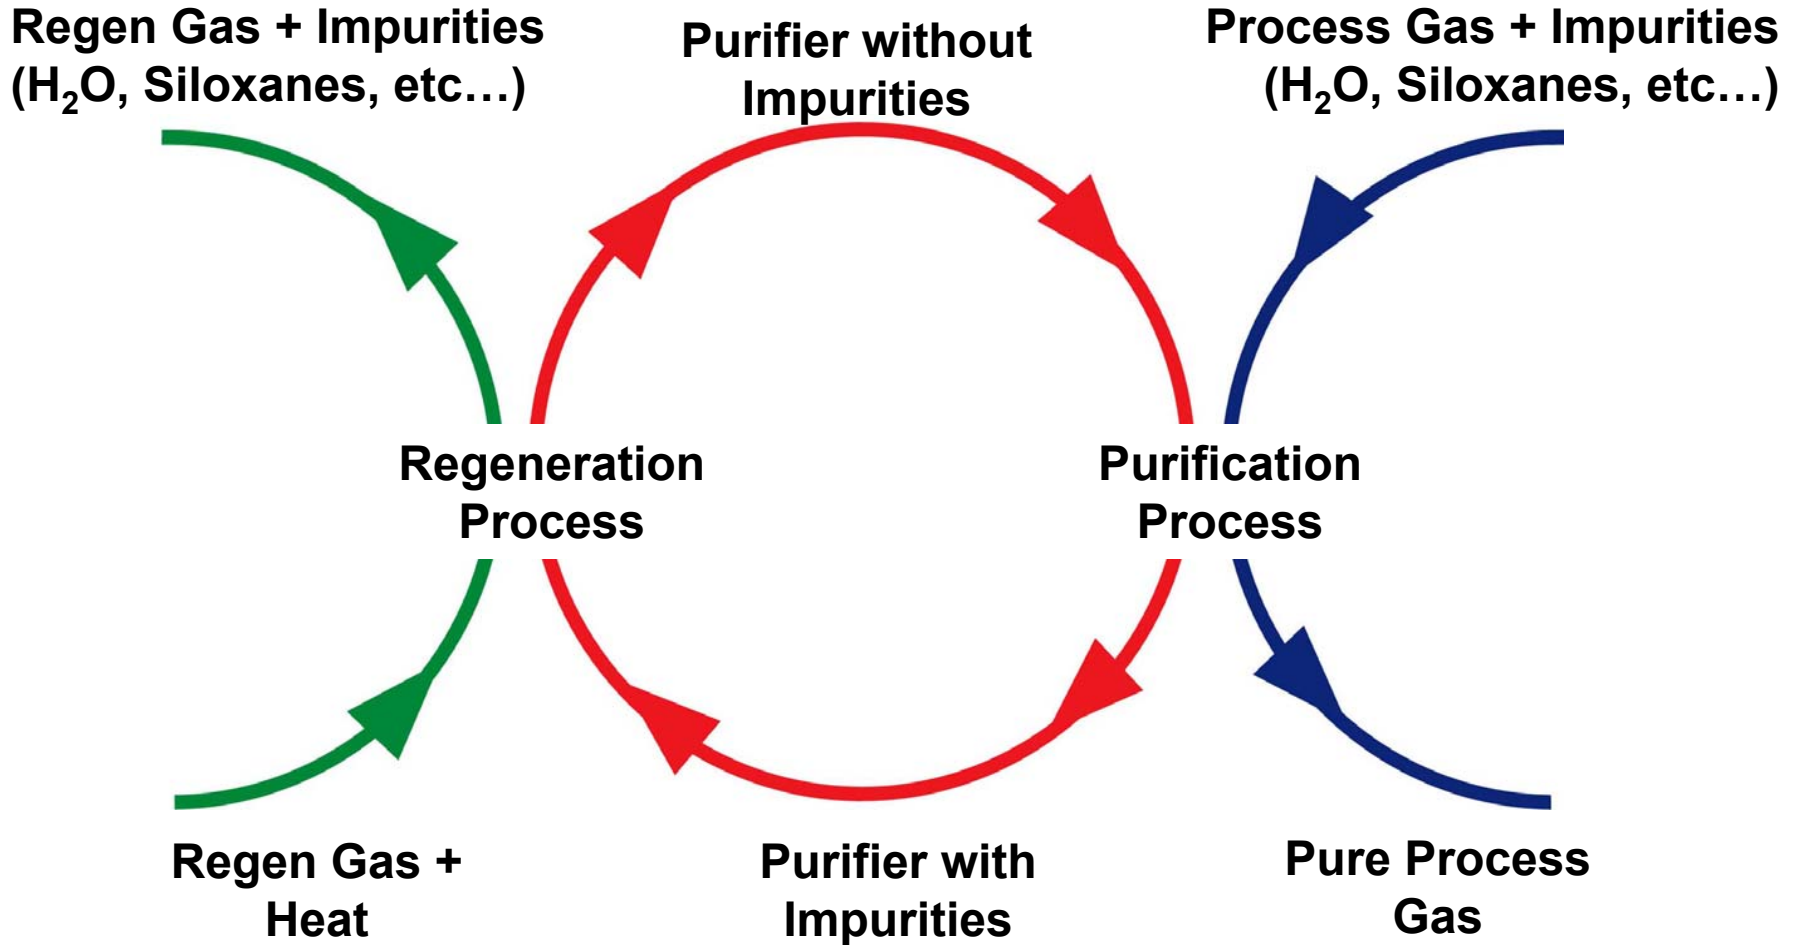 Regen Gas + Impurities
(H₂O, Siloxanes, etc…)
Purifier without
Impurities
Process Gas + Impurities
(H₂O, Siloxanes, etc…)
Regeneration
Process
Purification
Process
Regen Gas +
Heat
Purifier with
Impurities
Pure Process
Gas